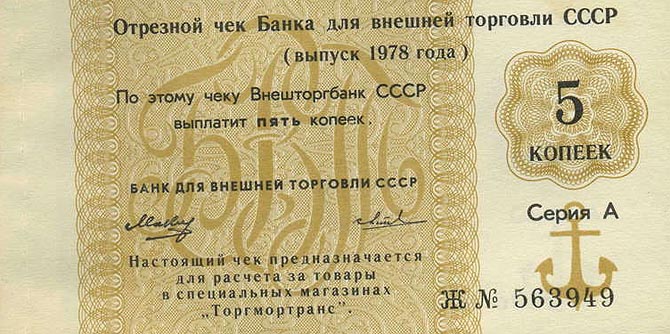 Отрезной чек Банка для внешней торговли СССР
( выпуск 1978 года )
По этому чеку Внешторгбанк СССР
выплатит пять копеек.
5
КОПЕЕК
БАНК ДЛЯ ВНЕШНЕЙ ТОРГОВЛИ СССР
Серия А
Настоящий чек предназначается
для расчета за товары
в специальных магазинах
„Торгмортранс".
Ж № 563949